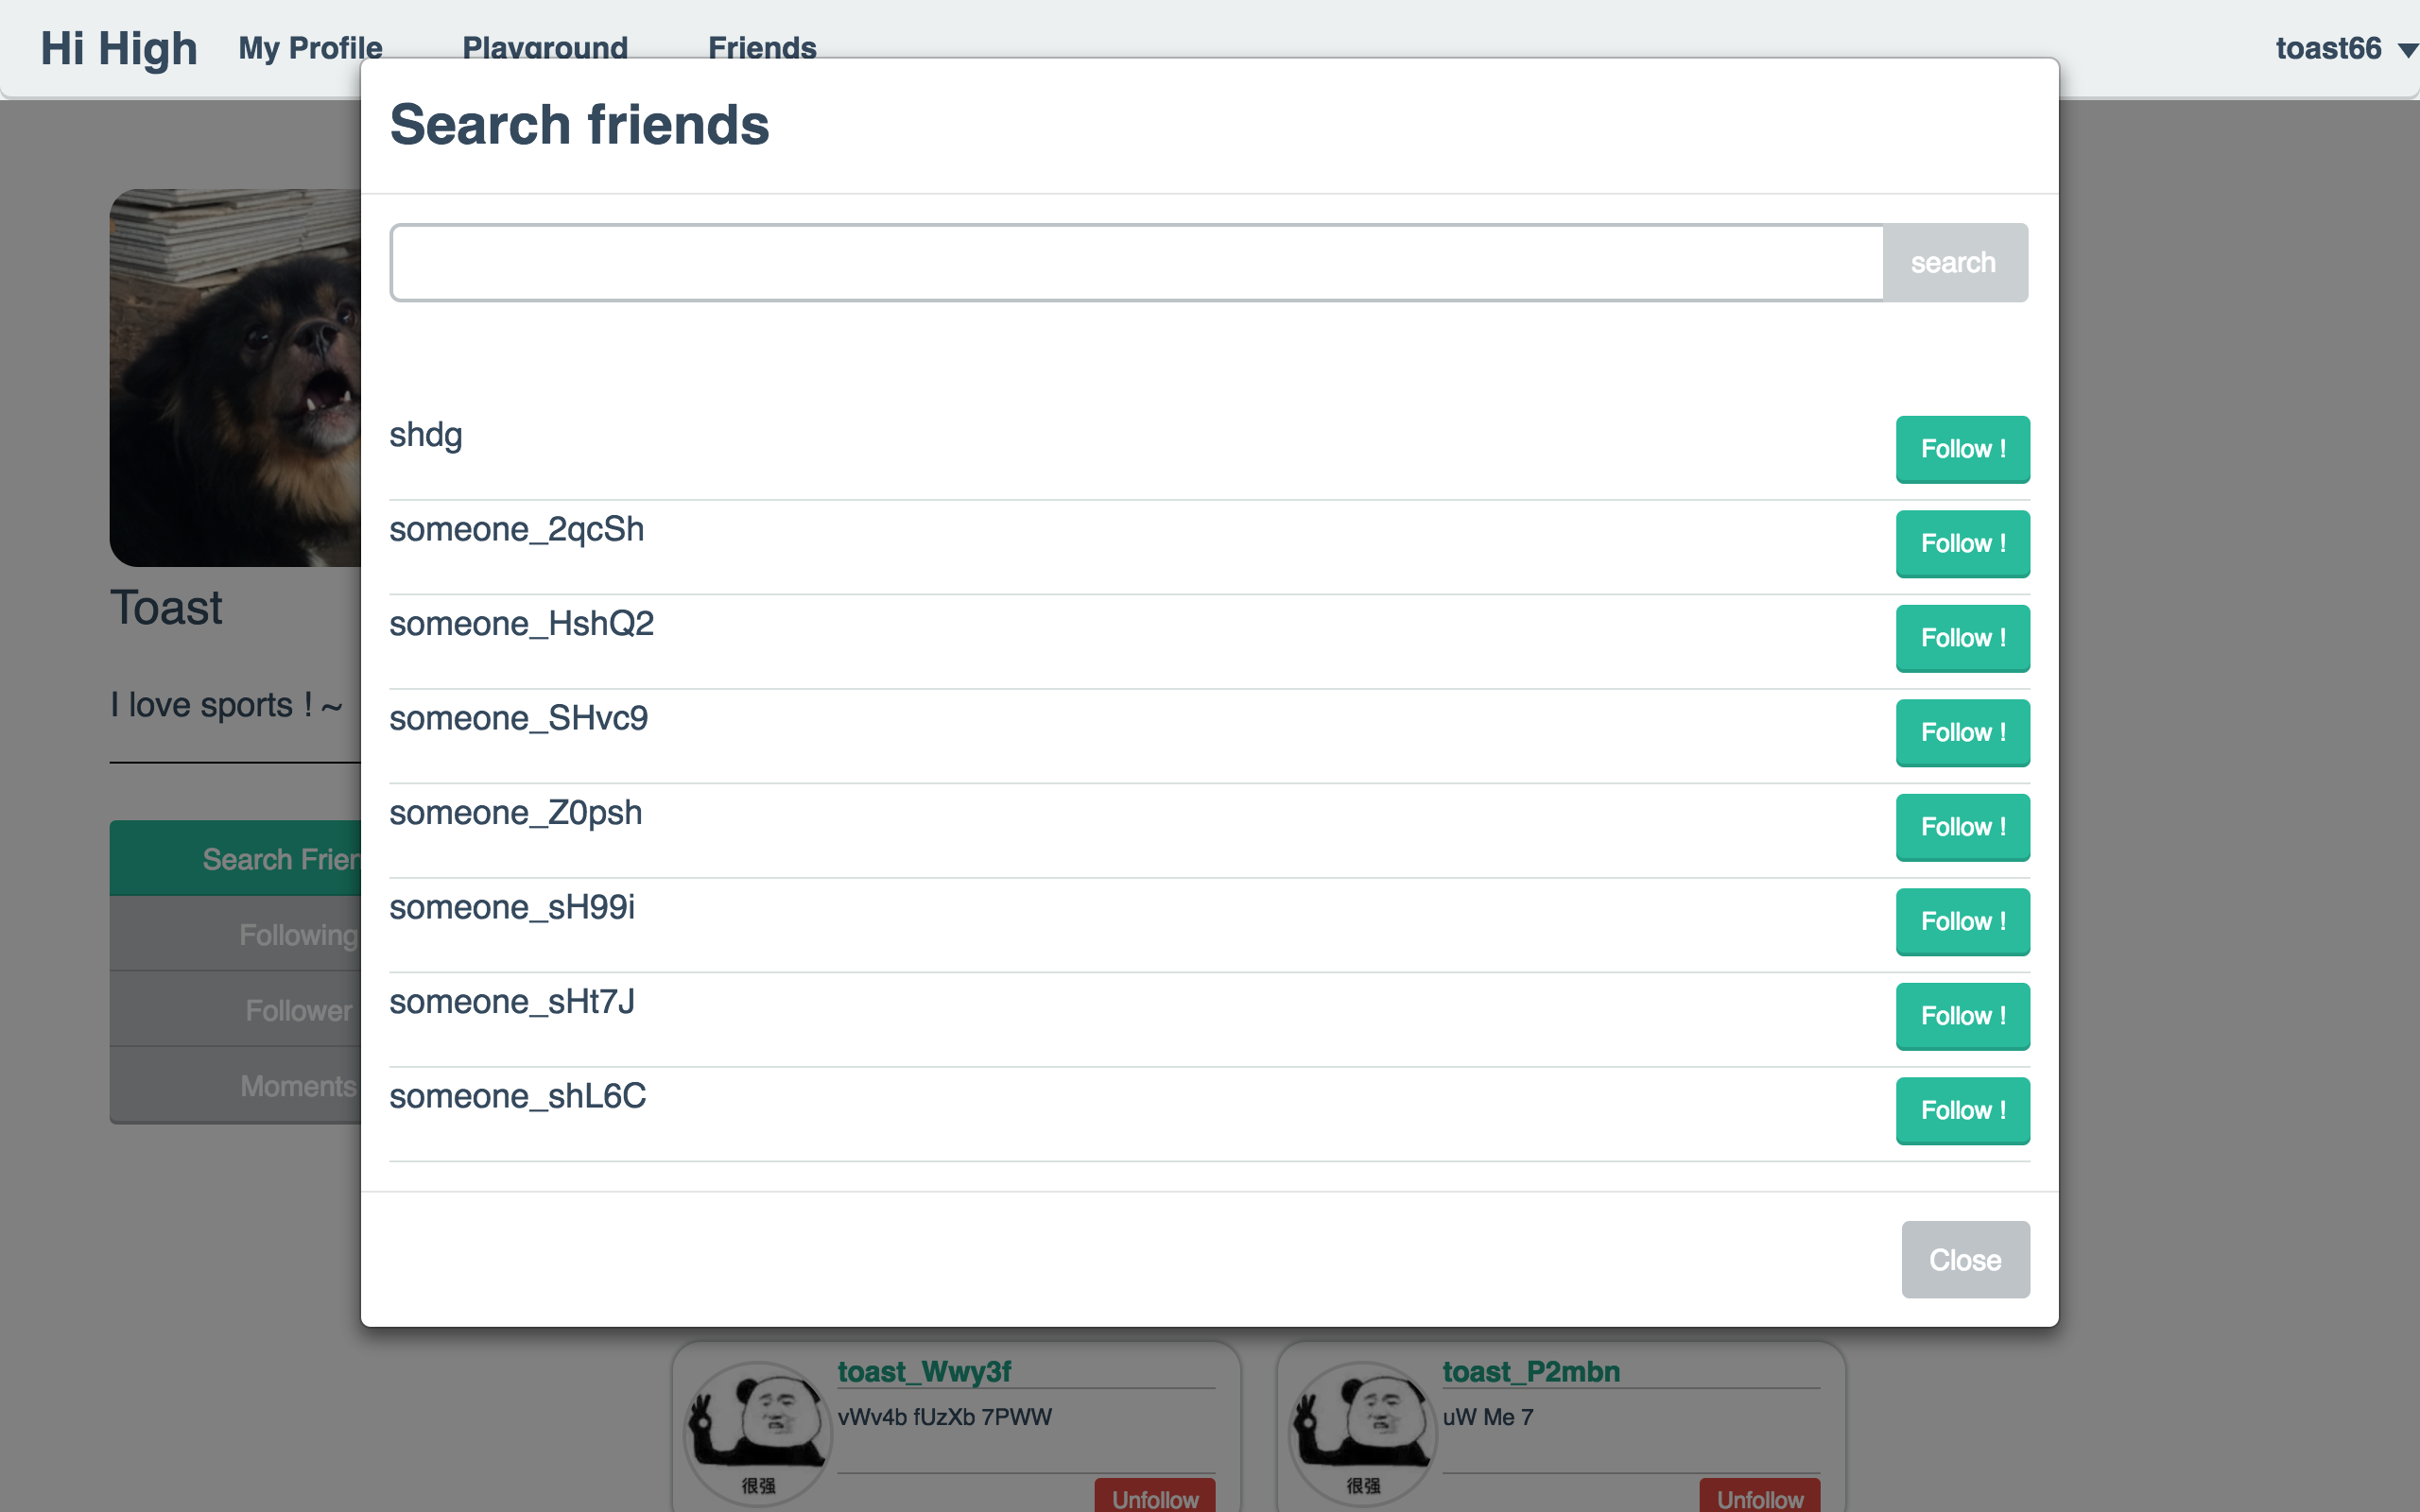 Hi High My Profile Playground Friends toast66
Search friends
search
shdg Follow !
someone_2qcSh Follow !
someone_HshQ2 Follow !
someone_SHvc9 Follow !
someone_Z0psh Follow !
someone_sH99i Follow !
someone_sHt7J Follow !
someone_shL6C Follow !
Close
Toast
I love sports ! ~
Search Frien
Following
Follower
Moments
toast_Wwy3f
vWv4b fUzXb 7PWW
很强
Unfollow
toast_P2mbn
uW Me 7
很强
Unfollow